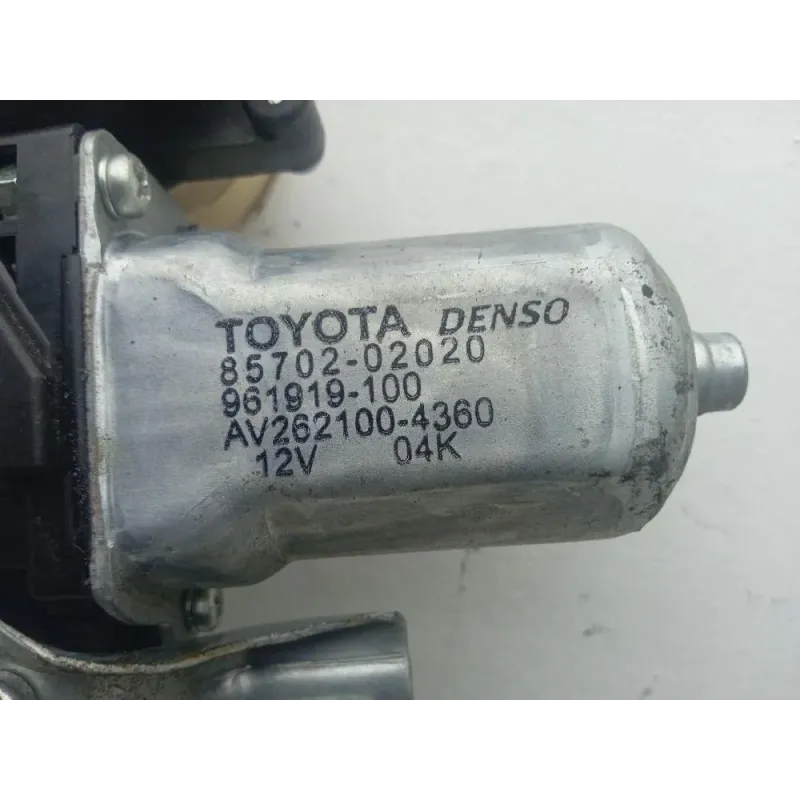 TOYOTA DENSO
85702-02020
961919-100
AV262100-4360
12V 04K